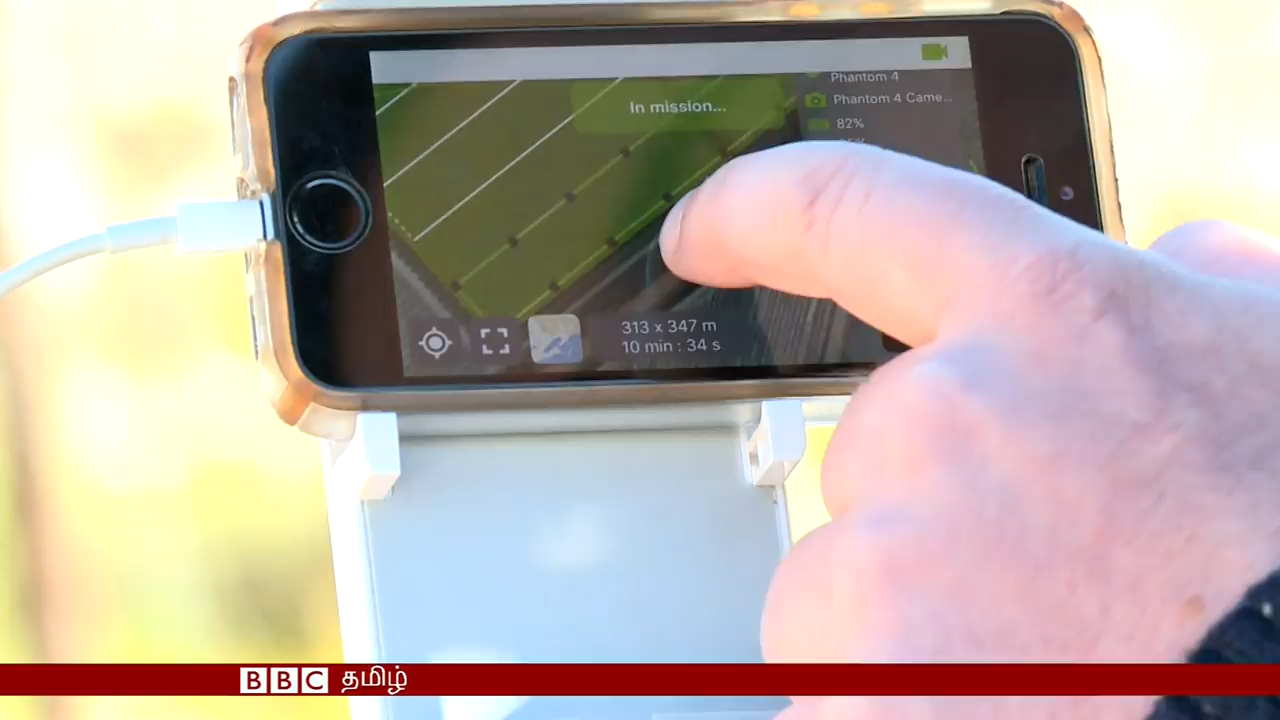 Phantom 4
In mission...
Phantom 4 Came...
82%
313 x 347 m
10 min : 34 s
BBC தமிழ்